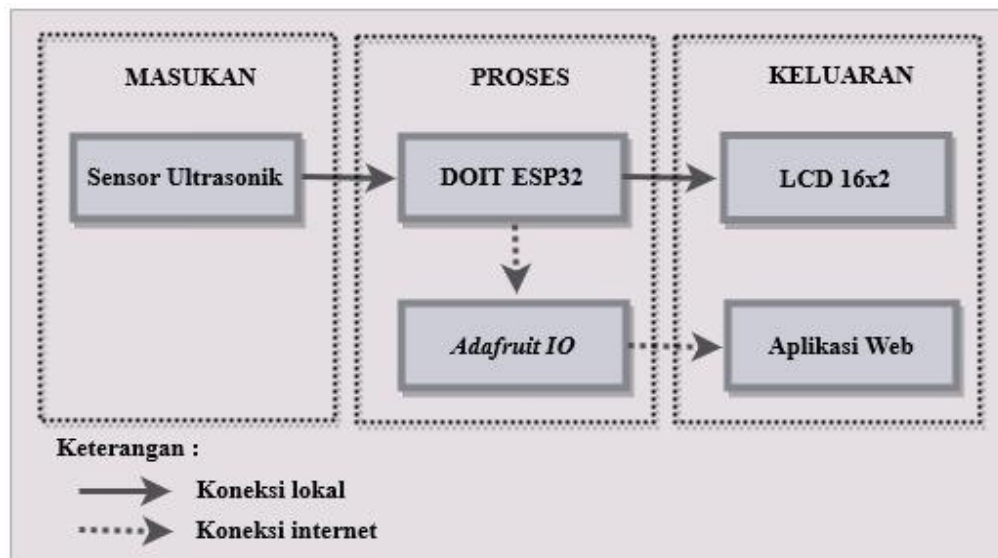 MASUKAN
PROSES
KELUARAN
Sensor Ultrasonik
DOIT ESP32
LCD 16x2
Adafruit IO
Aplikasi Web
Keterangan :
Koneksi lokal
Koneksi internet